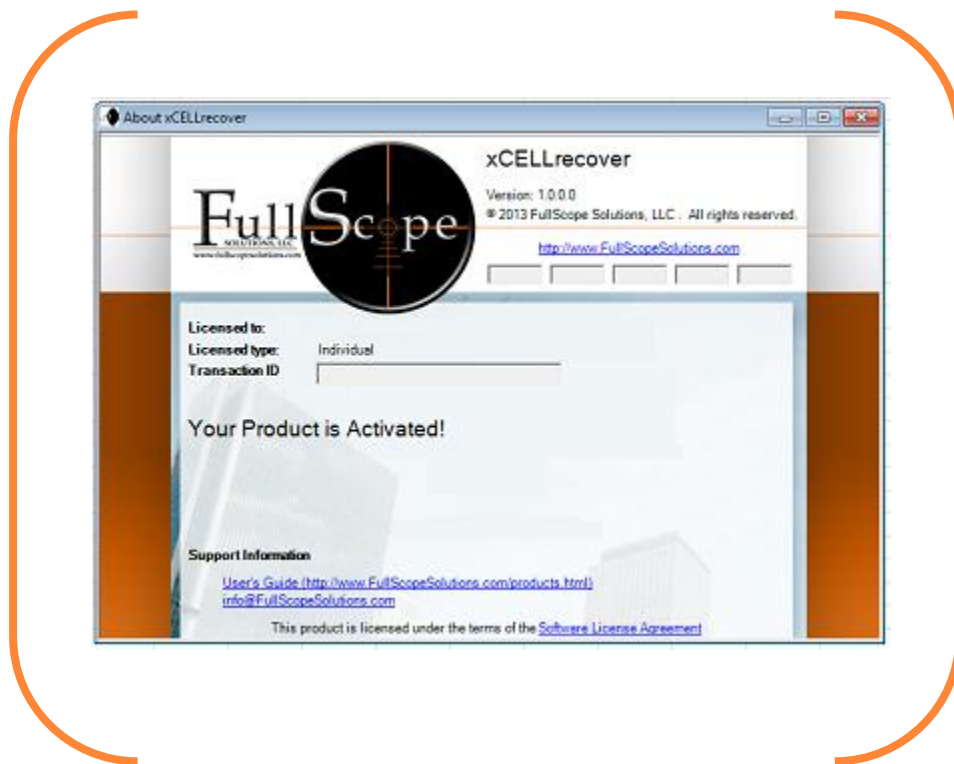 About xCELLrecover
xCELLrecover
Version: 1.0.0.0
© 2013 FullScope Solutions, LLC . All rights reserved.
http://www.FullScopeSolutions.com
FullScope
SOLUTIONS, LLC
www.fullscopesolutions.com
Licensed to:
Licensed type: Individual
Transaction ID
Your Product is Activated!
Support Information
User's Guide (http://www.FullScopeSolutions.com/products.html)
info@FullScopeSolutions.com
This product is licensed under the terms of the Software License Agreement